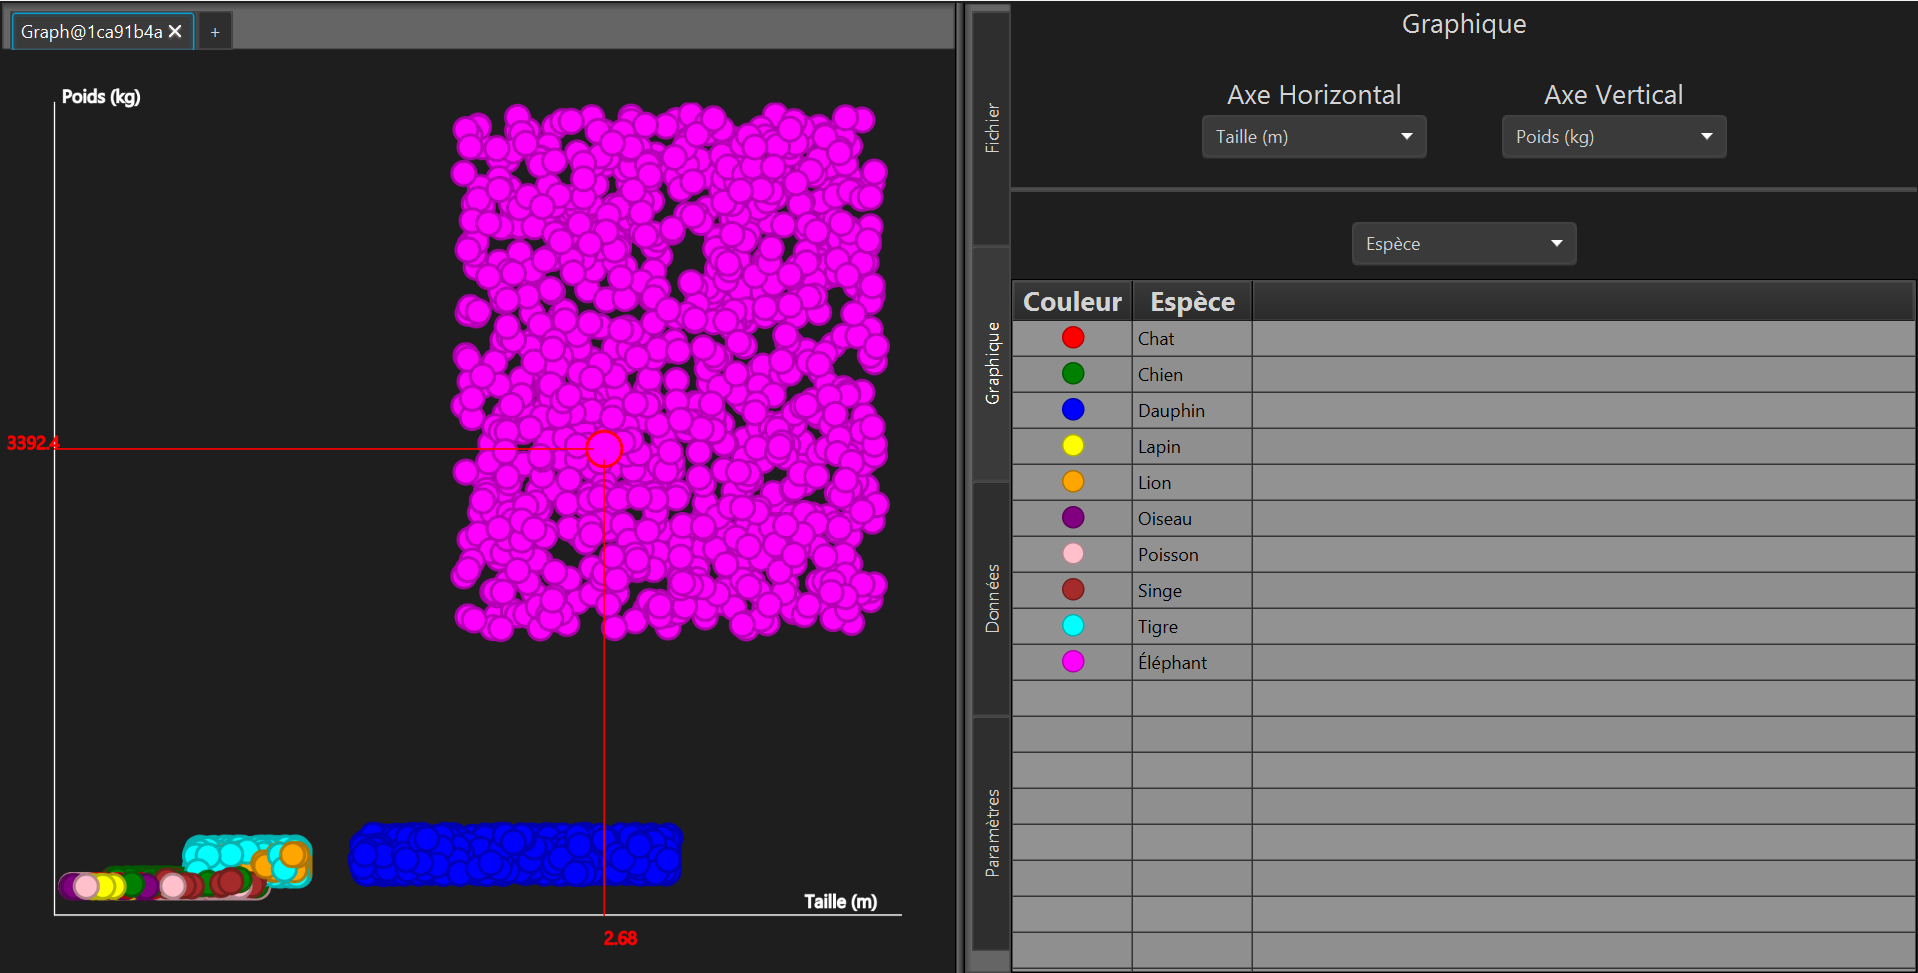 Graph@1ca91b4a ✕ +
Poids (kg)
3392.4
Taille (m)
2.68
Fichier
Graphique
Données
Paramètres
Graphique
Axe Horizontal Axe Vertical
Taille (m) Poids (kg)
Espèce
Couleur Espèce
Chat
Chien
Dauphin
Lapin
Lion
Oiseau
Poisson
Singe
Tigre
Éléphant